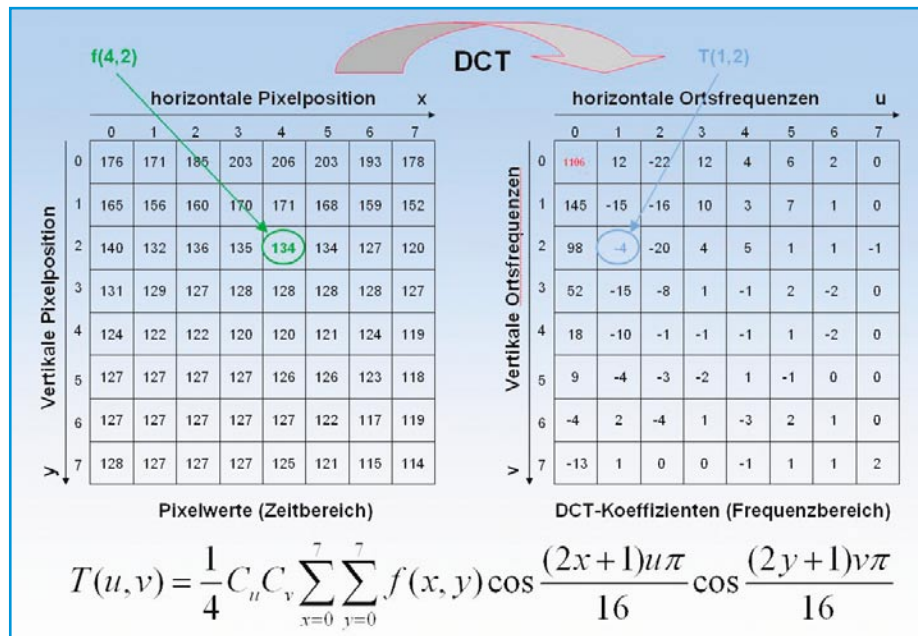 f(4,2)
DCT
T(1,2)
horizontale Pixelposition x
horizontale Ortsfrequenzen u
0 1 2 3 4 5 6 7
0 176 171 185 203 206 203 193 178
1 165 156 160 170 171 168 159 152
2 140 132 136 135 134 134 127 120
3 131 129 127 128 128 128 128 127
4 124 122 122 120 120 121 124 119
5 127 127 127 127 126 126 123 118
6 127 127 127 127 127 122 117 119
7 128 127 127 127 125 121 115 114
Vertikale Pixelposition
y
0 1 2 3 4 5 6 7
0 1106 12 -22 12 4 6 2 0
1 145 -15 -16 10 3 7 1 0
2 98 -4 -20 4 5 1 1 -1
3 52 -15 -8 1 -1 2 -2 0
4 18 -10 -1 -1 -1 1 -2 0
5 9 -4 -3 -2 1 -1 0 0
6 -4 2 -4 1 -3 2 1 0
7 -13 1 0 0 -1 1 1 2
Vertikale Ortsfrequenzen
v
Pixelwerte (Zeitbereich)
DCT-Koeffizienten (Frequenzbereich)
T(u,v) = 1/4 C_u C_v ∑_{x=0}^{7} ∑_{y=0}^{7} f(x,y) cos (2x+1)uπ/16 cos (2y+1)vπ/16